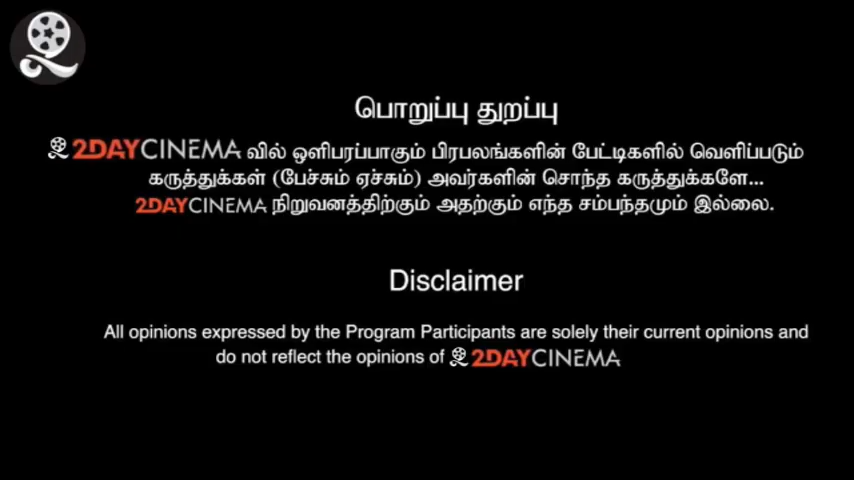 பொறுப்பு துறப்பு
2DAYCINEMA வில் ஒளிபரப்பாகும் பிரபலங்களின் பேட்டிகளில் வெளிப்படும்
கருத்துக்கள் (பேச்சும் ஏச்சும்) அவர்களின் சொந்த கருத்துக்களே...
2DAYCINEMA நிறுவனத்திற்கும் அதற்கும் எந்த சம்பந்தமும் இல்லை.
Disclaimer
All opinions expressed by the Program Participants are solely their current opinions and
do not reflect the opinions of 2DAYCINEMA